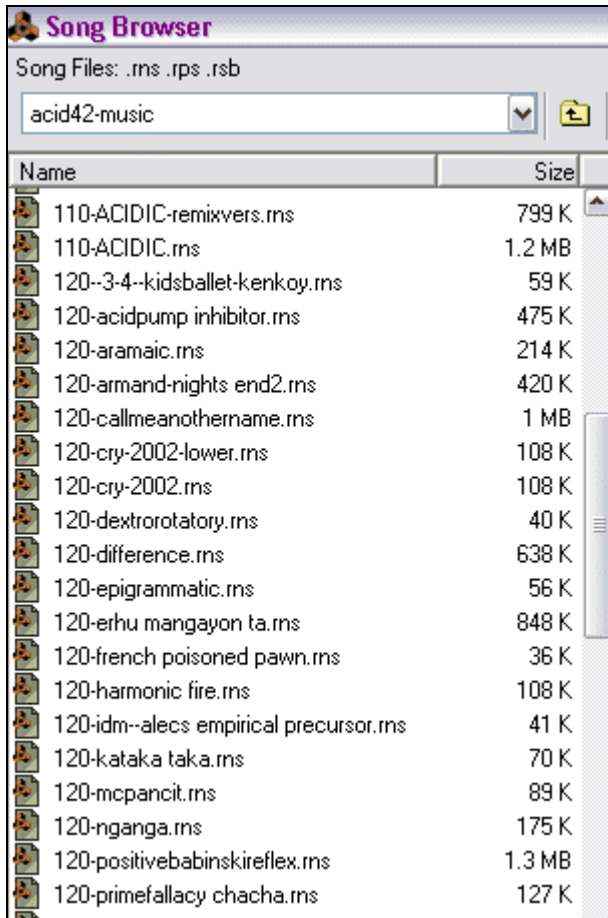 Song Browser
Song Files: .rns .rps .rsb
acid42-music
Name Size
110-ACIDIC-remixvers.rns 799 K
110-ACIDIC.rns 1.2 MB
120--3-4--kidsballet-kenkoy.rns 59 K
120-acidpump inhibitor.rns 475 K
120-aramaic.rns 214 K
120-armand-nights end2.rns 420 K
120-callmeanothername.rns 1 MB
120-cry-2002-lower.rns 108 K
120-cry-2002.rns 108 K
120-dextrorotatory.rns 40 K
120-difference.rns 638 K
120-epigrammatic.rns 56 K
120-erhu mangayon ta.rns 848 K
120-french poisoned pawn.rns 36 K
120-harmonic fire.rns 108 K
120-idm--alecs empirical precursor.rns 41 K
120-kataka taka.rns 70 K
120-mcpancit.rns 89 K
120-nganga.rns 175 K
120-positivebabinskireflex.rns 1.3 MB
120-primefallacy chacha.rns 127 K